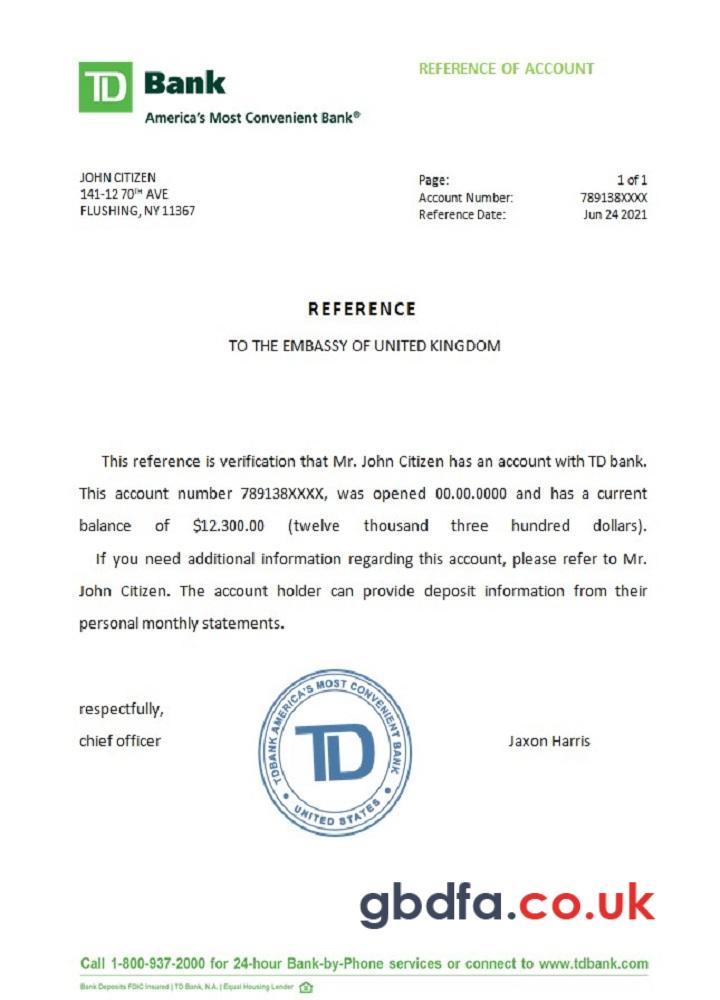 TD Bank
America's Most Convenient Bank®
REFERENCE OF ACCOUNT
JOHN CITIZEN
141-12 70TH AVE
FLUSHING, NY 11367
Page: 1 of 1
Account Number: 789138XXXX
Reference Date: Jun 24 2021
REFERENCE
TO THE EMBASSY OF UNITED KINGDOM
This reference is verification that Mr. John Citizen has an account with TD bank.
This account number 789138XXXX, was opened 00.00.0000 and has a current
balance of $12.300.00 (twelve thousand three hundred dollars).
If you need additional information regarding this account, please refer to Mr.
John Citizen. The account holder can provide deposit information from their
personal monthly statements.
respectfully,
chief officer
TDBANK AMERICA'S MOST CONVENIENT BANK
TD
UNITED STATES
Jaxon Harris
gbdfa.co.uk
Call 1-800-937-2000 for 24-hour Bank-by-Phone services or connect to www.tdbank.com
Bank Deposits FDIC Insured | TD Bank, N.A. | Equal Housing Lender